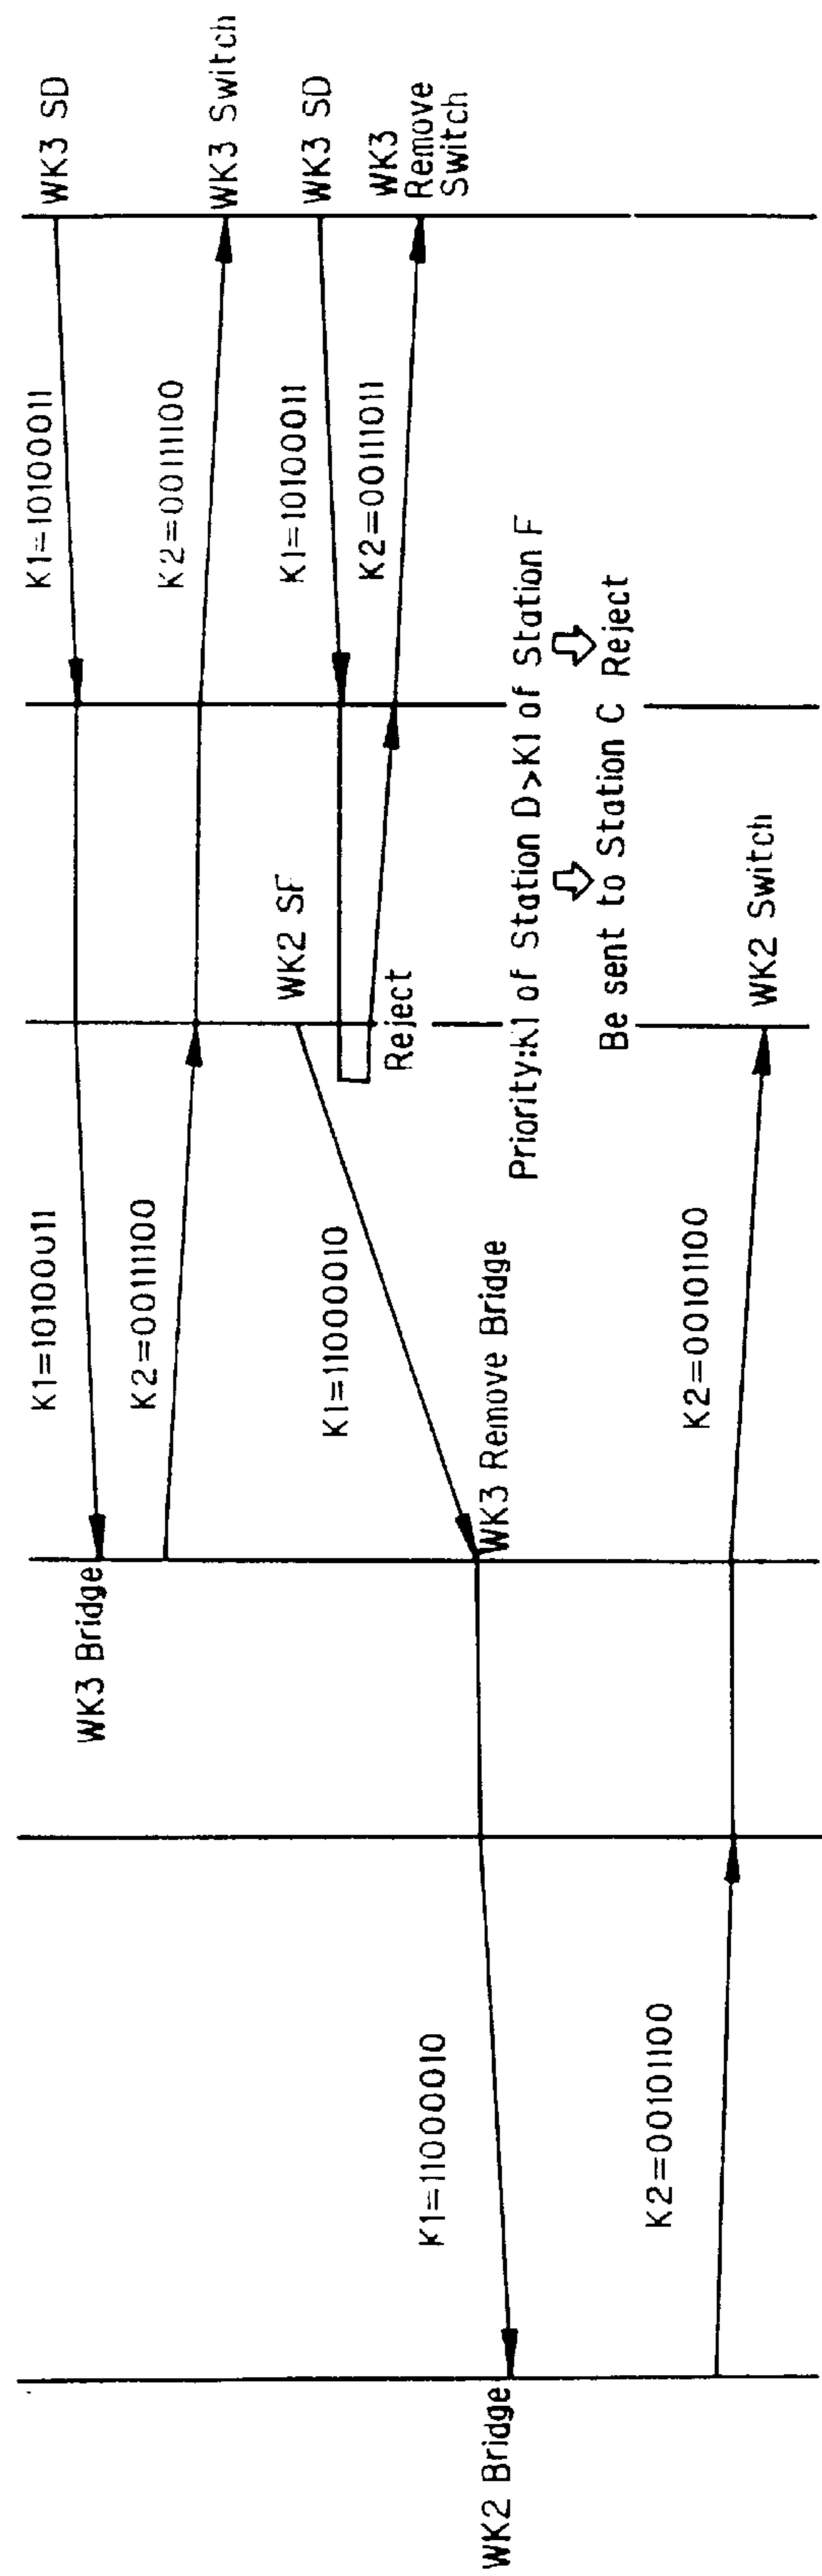 K1=10100011
K1=10100011
WK3 SD
WK3 Bridge
K2=00111100
K2=00111100
WK3 Switch
WK2 SF
K1=10100011
WK3 SD
K1=11000010
K2=00111011
WK3
Remove
Switch
Reject
K1=11000010
WK2 Bridge
WK3 Remove Bridge
Priority:K1 of Station D>K1 of Station F
Be sent to Station C Reject
K2=00101100
K2=00101100
WK2 Switch